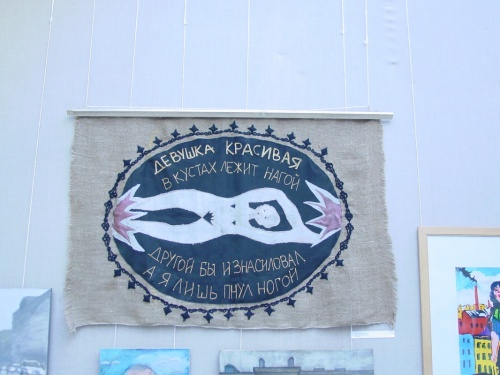 ДЕВУШКА КРАСИВАЯ
В КУСТАХ ЛЕЖИТ НАГОЙ
ДРУГОЙ БЫ ИЗНАСИЛОВАЛ
А Я ЛИШЬ ПНУЛ НОГОЙ